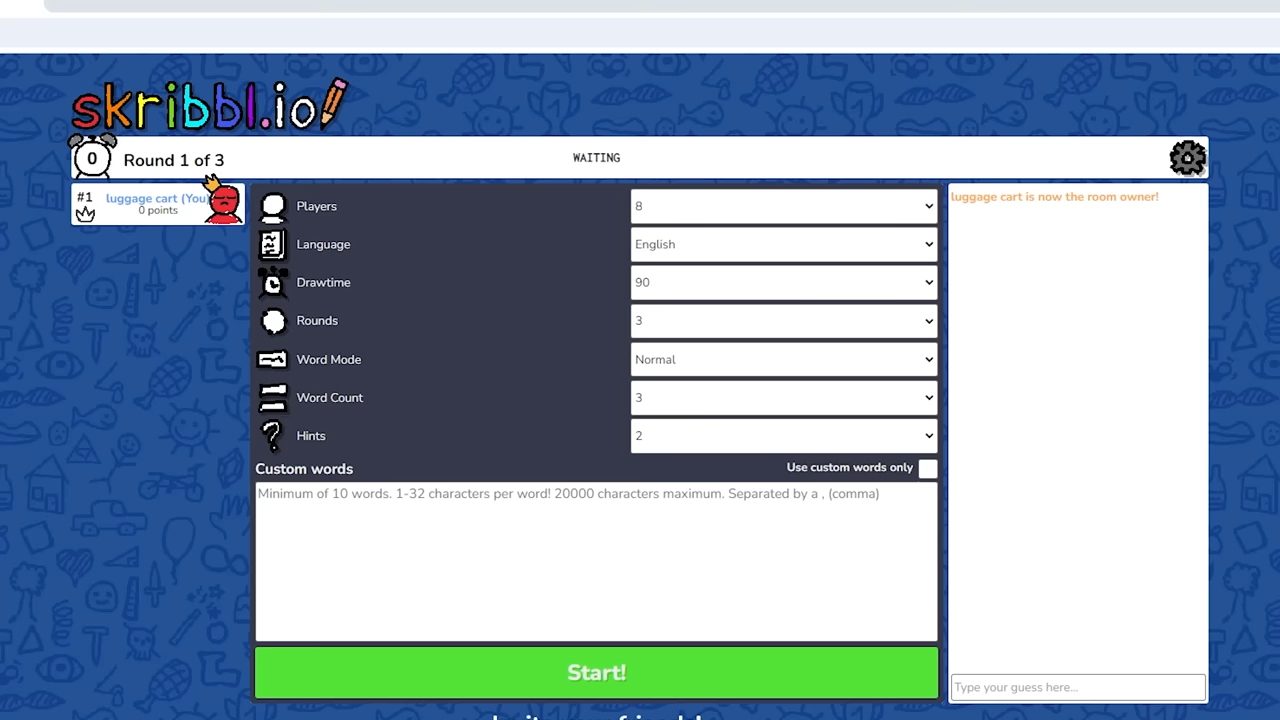 skribbl.io
0
Round 1 of 3
WAITING
#1
luggage cart (You)
0 points
Players
8
Language
English
Drawtime
90
Rounds
3
Word Mode
Normal
Word Count
3
Hints
2
Custom words
Use custom words only
Minimum of 10 words. 1-32 characters per word! 20000 characters maximum. Separated by a , (comma)
Start!
luggage cart is now the room owner!
Type your guess here...